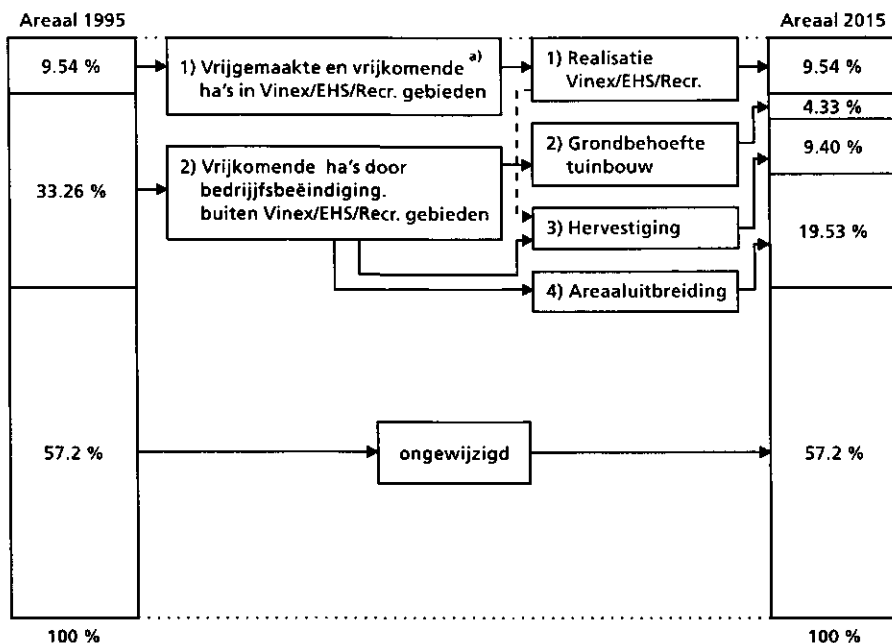 Areaal 1995
Areaal 2015
9.54 %
1) Vrijgemaakte en vrijkomende a)
ha's in Vinex/EHS/Recr. gebieden
1) Realisatie
Vinex/EHS/Recr.
9.54 %
4.33 %
33.26 %
2) Vrijkomende ha's door
bedrijfsbeëindiging.
buiten Vinex/EHS/Recr. gebieden
2) Grondbehoefte
tuinbouw
9.40 %
3) Hervestiging
19.53 %
4) Areaaluitbreiding
57.2 %
ongewijzigd
57.2 %
100 %
100 %